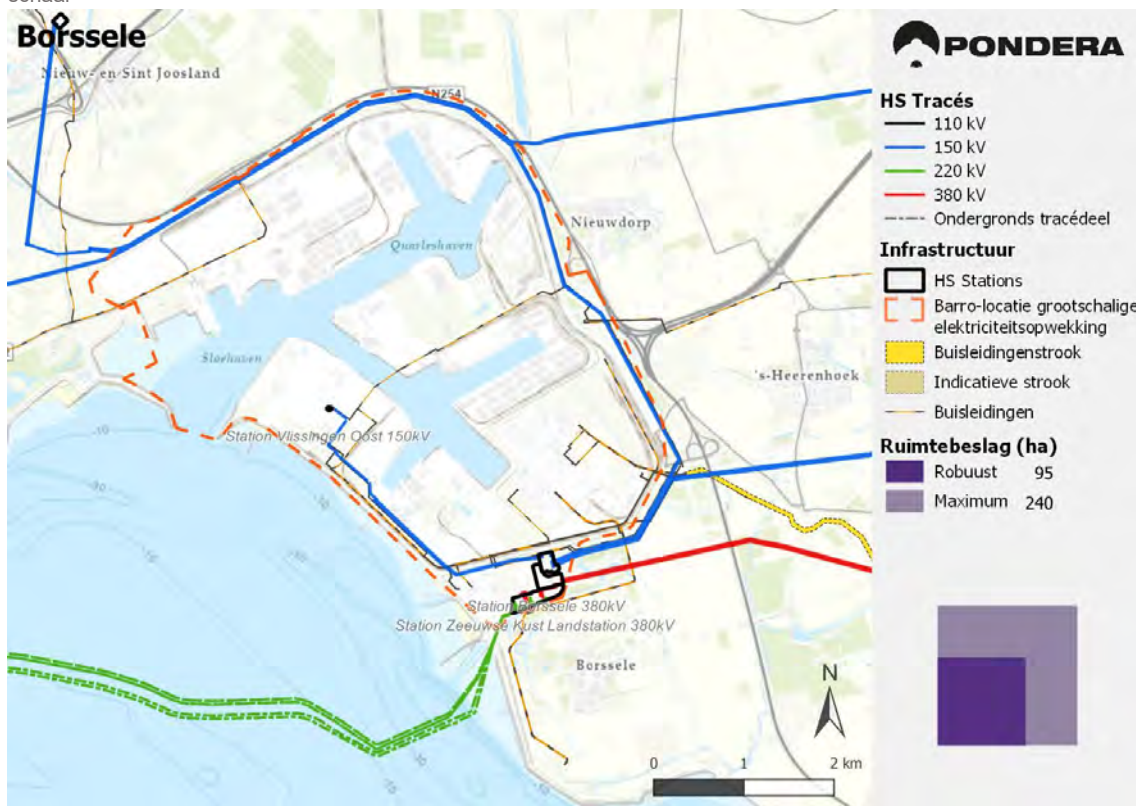 Borssele
Nieuw- en Sint Joosland
N254
Quarleshaven
Nieuwdorp
Sloehaven
's-Heerenhoek
Station Vlissingen Oost 150kV
Station Borssele 380kV
Station Zeeuwse Kust Landstation 380kV
Borssele
N
0 1 2 km
PONDERA
HS Tracés
110 kV
150 kV
220 kV
380 kV
Ondergronds tracédeel
Infrastructuur
HS Stations
Barro-locatie grootschalige
elektriciteitsopwekking
Buisleidingenstrook
Indicatieve strook
Buisleidingen
Ruimtebeslag (ha)
Robuust 95
Maximum 240